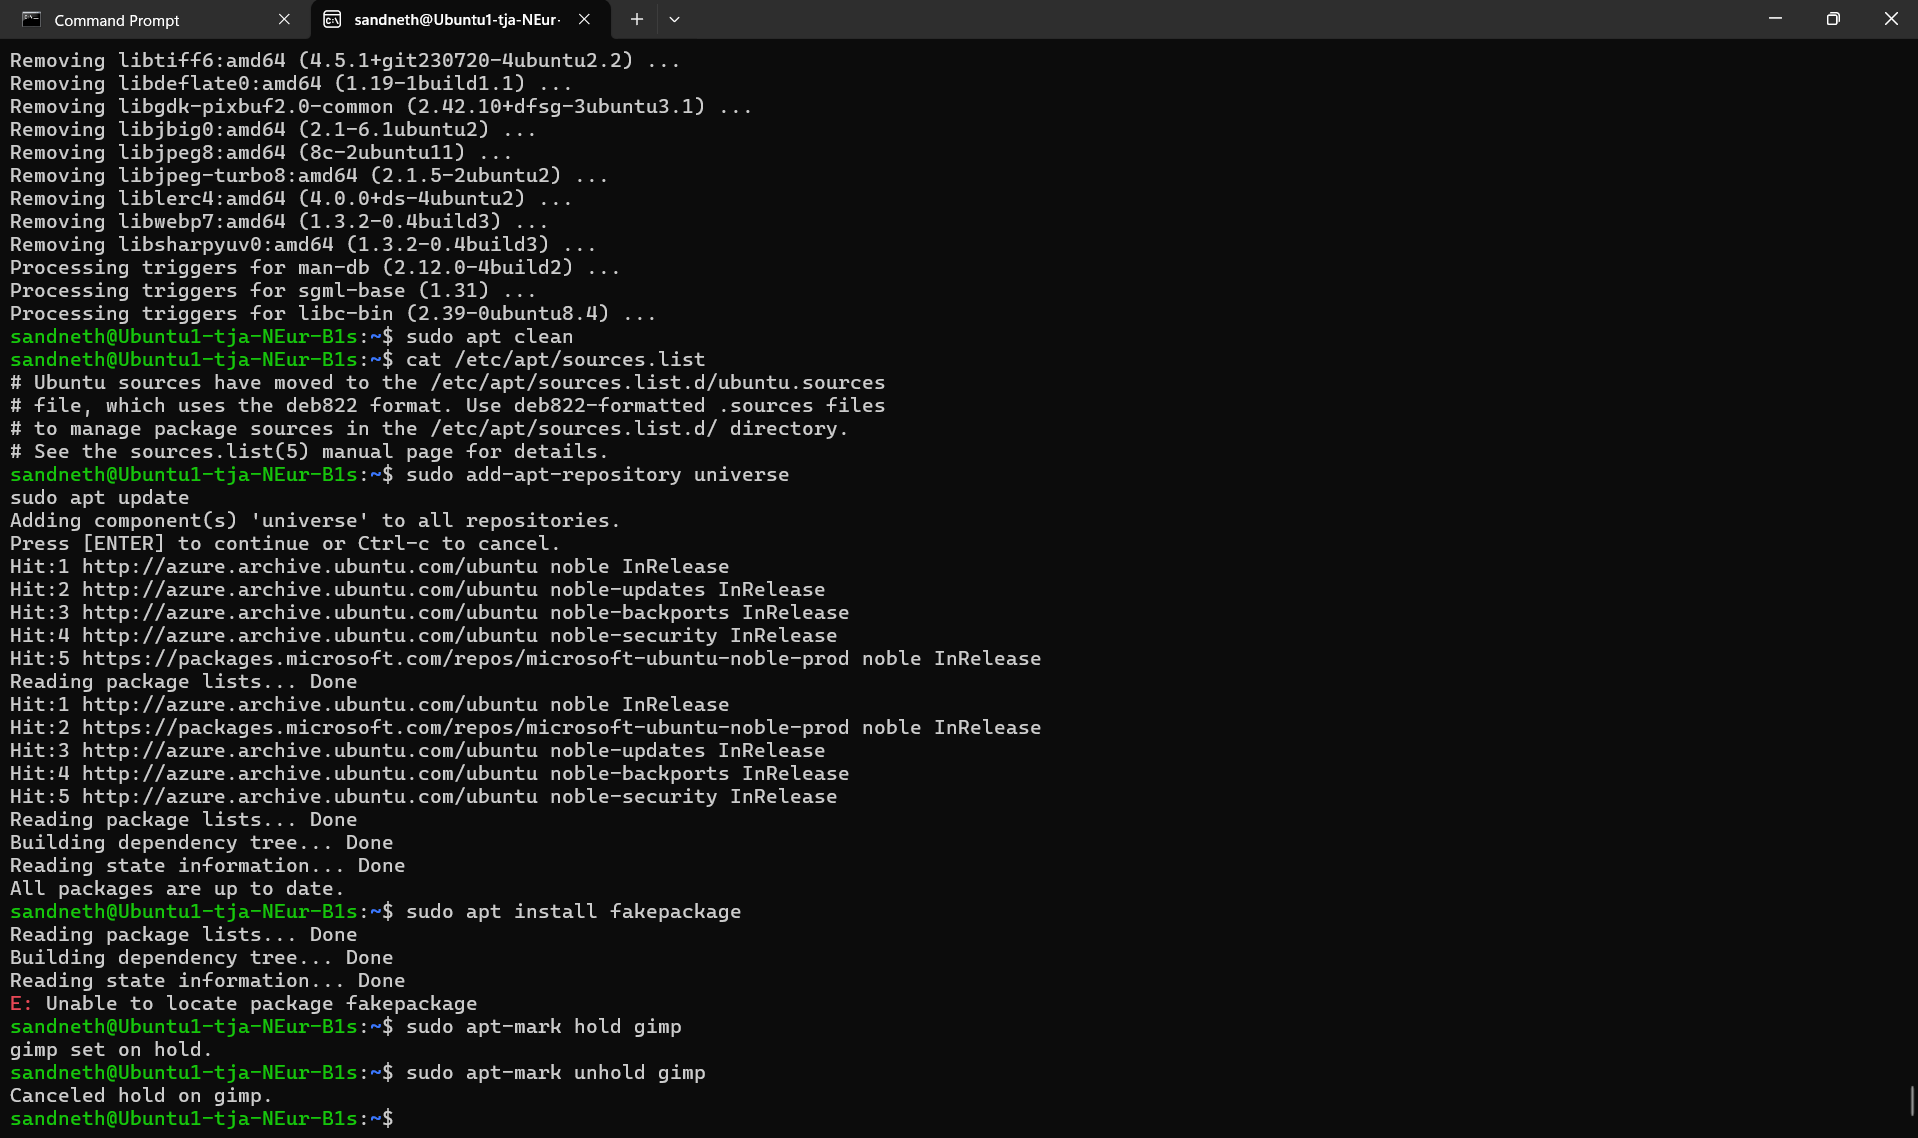 Command Prompt
sandneth@Ubuntu1-tja-NEur-
Removing libtiff6:amd64 (4.5.1+git230720-4ubuntu2.2) ...
Removing libdeflate0:amd64 (1.19-1build1.1) ...
Removing libgdk-pixbuf2.0-common (2.42.10+dfsg-3ubuntu3.1) ...
Removing libjbig0:amd64 (2.1-6.1ubuntu2) ...
Removing libjpeg8:amd64 (8c-2ubuntu11) ...
Removing libjpeg-turbo8:amd64 (2.1.5-2ubuntu2) ...
Removing liblerc4:amd64 (4.0.0+ds-4ubuntu2) ...
Removing libwebp7:amd64 (1.3.2-0.4build3) ...
Removing libsharpyuv0:amd64 (1.3.2-0.4build3) ...
Processing triggers for man-db (2.12.0-4build2) ...
Processing triggers for sgml-base (1.31) ...
Processing triggers for libc-bin (2.39-0ubuntu8.4) ...
sandneth@Ubuntu1-tja-NEur-B1s:~$ sudo apt clean
sandneth@Ubuntu1-tja-NEur-B1s:~$ cat /etc/apt/sources.list
# Ubuntu sources have moved to the /etc/apt/sources.list.d/ubuntu.sources
# file, which uses the deb822 format. Use deb822-formatted .sources files
# to manage package sources in the /etc/apt/sources.list.d/ directory.
# See the sources.list(5) manual page for details.
sandneth@Ubuntu1-tja-NEur-B1s:~$ sudo add-apt-repository universe
sudo apt update
Adding component(s) 'universe' to all repositories.
Press [ENTER] to continue or Ctrl-c to cancel.
Hit:1 http://azure.archive.ubuntu.com/ubuntu noble InRelease
Hit:2 http://azure.archive.ubuntu.com/ubuntu noble-updates InRelease
Hit:3 http://azure.archive.ubuntu.com/ubuntu noble-backports InRelease
Hit:4 http://azure.archive.ubuntu.com/ubuntu noble-security InRelease
Hit:5 https://packages.microsoft.com/repos/microsoft-ubuntu-noble-prod noble InRelease
Reading package lists... Done
Hit:1 http://azure.archive.ubuntu.com/ubuntu noble InRelease
Hit:2 https://packages.microsoft.com/repos/microsoft-ubuntu-noble-prod noble InRelease
Hit:3 http://azure.archive.ubuntu.com/ubuntu noble-updates InRelease
Hit:4 http://azure.archive.ubuntu.com/ubuntu noble-backports InRelease
Hit:5 http://azure.archive.ubuntu.com/ubuntu noble-security InRelease
Reading package lists... Done
Building dependency tree... Done
Reading state information... Done
All packages are up to date.
sandneth@Ubuntu1-tja-NEur-B1s:~$ sudo apt install fakepackage
Reading package lists... Done
Building dependency tree... Done
Reading state information... Done
E: Unable to locate package fakepackage
sandneth@Ubuntu1-tja-NEur-B1s:~$ sudo apt-mark hold gimp
gimp set on hold.
sandneth@Ubuntu1-tja-NEur-B1s:~$ sudo apt-mark unhold gimp
Canceled hold on gimp.
sandneth@Ubuntu1-tja-NEur-B1s:~$